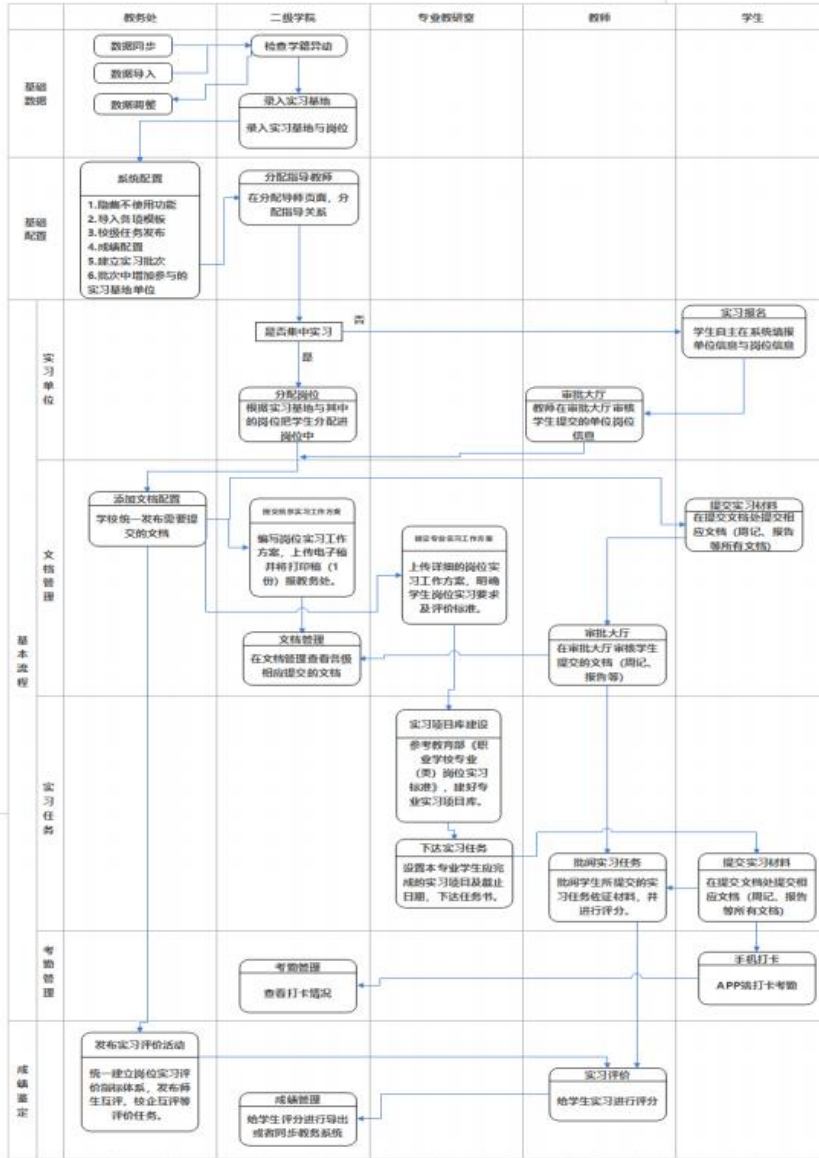 教务处
二级学院
专业教研室
教师
学生
基础
数据
数据同步
数据导入
数据调整
检查学籍异动
录入实习基地
录入实习基地与岗位
基础
配置
系统配置
1.隐藏不使用功能
2.导入各项模板
3.校级任务发布
4.成绩配置
5.建立实习批次
6.批次中增加参与的
实习基地单位
分配指导教师
在分配导师页面，分
配指导关系
基本流程
实习单位
是否集中实习
否
是
实习报名
学生自主在系统填报
单位信息与岗位信息
分配岗位
根据实习基地与其中
的岗位把学生分配进
岗位中
审批大厅
教师在审批大厅审核
学生提交的单位岗位
信息
文档管理
添加文档配置
学校统一发布需要提
交的文档
编写岗位实习工作
方案，上传电子稿
并将打印稿（1
份）报教务处。
提交专业实习工作方案
上传详细的岗位实
习工作方案，明确
学生岗位实习要求
及评价标准。
提交实习材料
在提交文档处提交相
应文档（周记、报告
等所有文档）
文档管理
在文档管理查看各级
相应提交的文档
审批大厅
在审批大厅审核学生
提交的文档（周记、
报告等）
实习任务
实习项目库建设
参考教育部《职
业学校专业
（类）岗位实习
标准》，建好专
业实习项目库。
下达实习任务
设置本专业学生应完
成的实习项目及截止
日期，下达任务书。
批阅实习任务
批阅学生所提交的实
习任务佐证材料，并
进行评分。
提交实习材料
在提交文档处提交相
应文档（周记、报告
等所有文档）
考勤管理
考勤管理
查看打卡情况
手机打卡
APP端打卡考勤
成绩鉴定
发布实习评价活动
统一建立岗位实习评
价指标体系，发布师
生互评，校企互评等
评价任务。
实习评价
给学生实习进行评分
成绩管理
给学生评分进行导出
或者同步教务系统